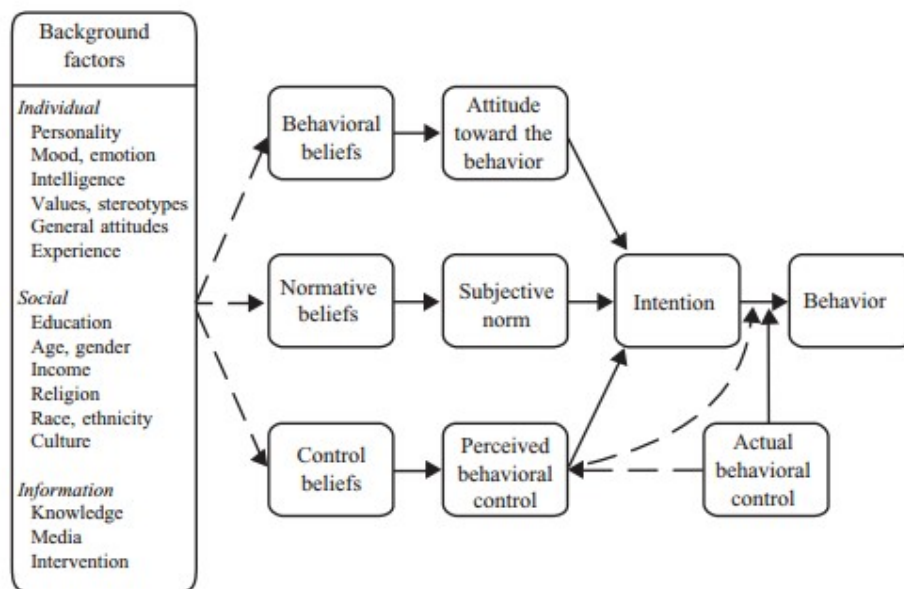 Background
factors
Individual
Personality
Mood, emotion
Intelligence
Values, stereotypes
General attitudes
Experience
Social
Education
Age, gender
Income
Religion
Race, ethnicity
Culture
Information
Knowledge
Media
Intervention
Behavioral
beliefs
Attitude
toward the
behavior
Normative
beliefs
Subjective
norm
Intention
Behavior
Control
beliefs
Perceived
behavioral
control
Actual
behavioral
control